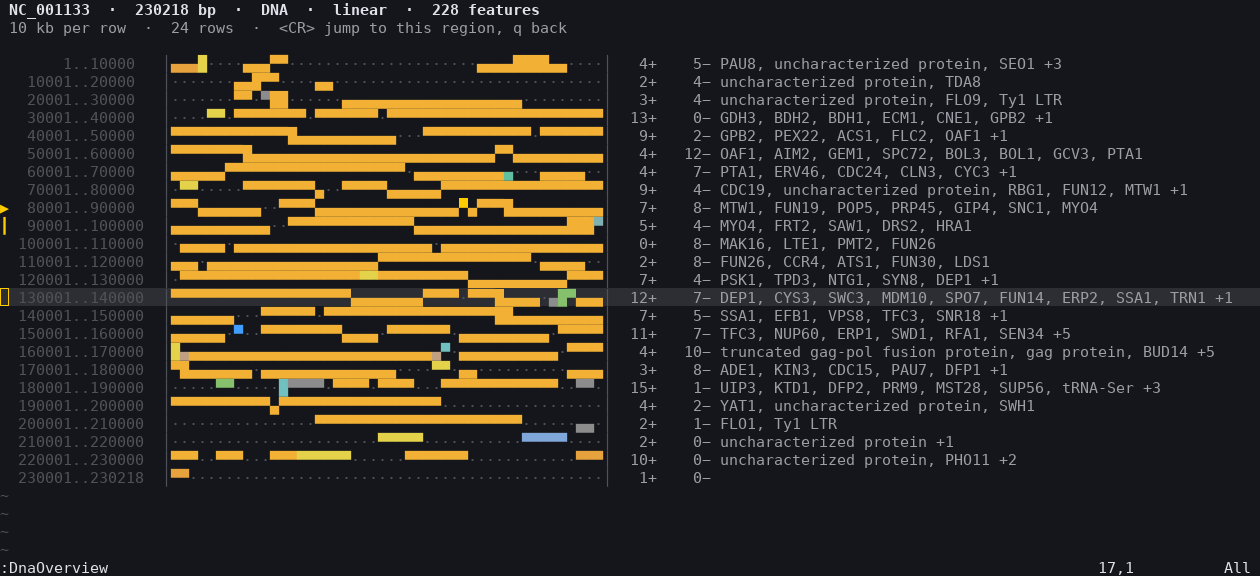 NC_001133  ·  230218 bp  ·  DNA  ·  linear  ·  228 features
10 kb per row  ·  24 rows  ·  <CR> jump to this region, q back
1..10000 4+ 5− PAU8, uncharacterized protein, SEO1 +3
10001..20000 2+ 4− uncharacterized protein, TDA8
20001..30000 3+ 4− uncharacterized protein, FLO9, Ty1 LTR
30001..40000 13+ 0− GDH3, BDH2, BDH1, ECM1, CNE1, GPB2 +1
40001..50000 9+ 2− GPB2, PEX22, ACS1, FLC2, OAF1 +1
50001..60000 4+ 12− OAF1, AIM2, GEM1, SPC72, BOL3, BOL1, GCV3, PTA1
60001..70000 4+ 7− PTA1, ERV46, CDC24, CLN3, CYC3 +1
70001..80000 9+ 4− CDC19, uncharacterized protein, RBG1, FUN12, MTW1 +1
80001..90000 7+ 8− MTW1, FUN19, POP5, PRP45, GIP4, SNC1, MYO4
90001..100000 5+ 4− MYO4, FRT2, SAW1, DRS2, HRA1
100001..110000 0+ 8− MAK16, LTE1, PMT2, FUN26
110001..120000 2+ 8− FUN26, CCR4, ATS1, FUN30, LDS1
120001..130000 7+ 4− PSK1, TPD3, NTG1, SYN8, DEP1 +1
130001..140000 12+ 7− DEP1, CYS3, SWC3, MDM10, SPO7, FUN14, ERP2, SSA1, TRN1 +1
140001..150000 7+ 5− SSA1, EFB1, VPS8, TFC3, SNR18 +1
150001..160000 11+ 7− TFC3, NUP60, ERP1, SWD1, RFA1, SEN34 +5
160001..170000 4+ 10− truncated gag-pol fusion protein, gag protein, BUD14 +5
170001..180000 3+ 8− ADE1, KIN3, CDC15, PAU7, DFP1 +1
180001..190000 15+ 1− UIP3, KTD1, DFP2, PRM9, MST28, SUP56, tRNA-Ser +3
190001..200000 4+ 2− YAT1, uncharacterized protein, SWH1
200001..210000 2+ 1− FLO1, Ty1 LTR
210001..220000 2+ 0− uncharacterized protein +1
220001..230000 10+ 0− uncharacterized protein, PHO11 +2
230001..230218 1+ 0−
~
~
~
~
:DnaOverview 17,1 All